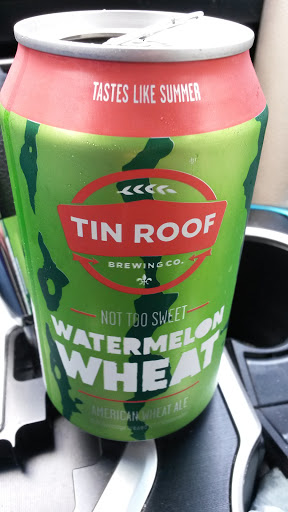 TASTES LIKE SUMMER
TIN ROOF
BREWING CO.
NOT TOO SWEET
WATERMELON
WHEAT
AMERICAN WHEAT ALE